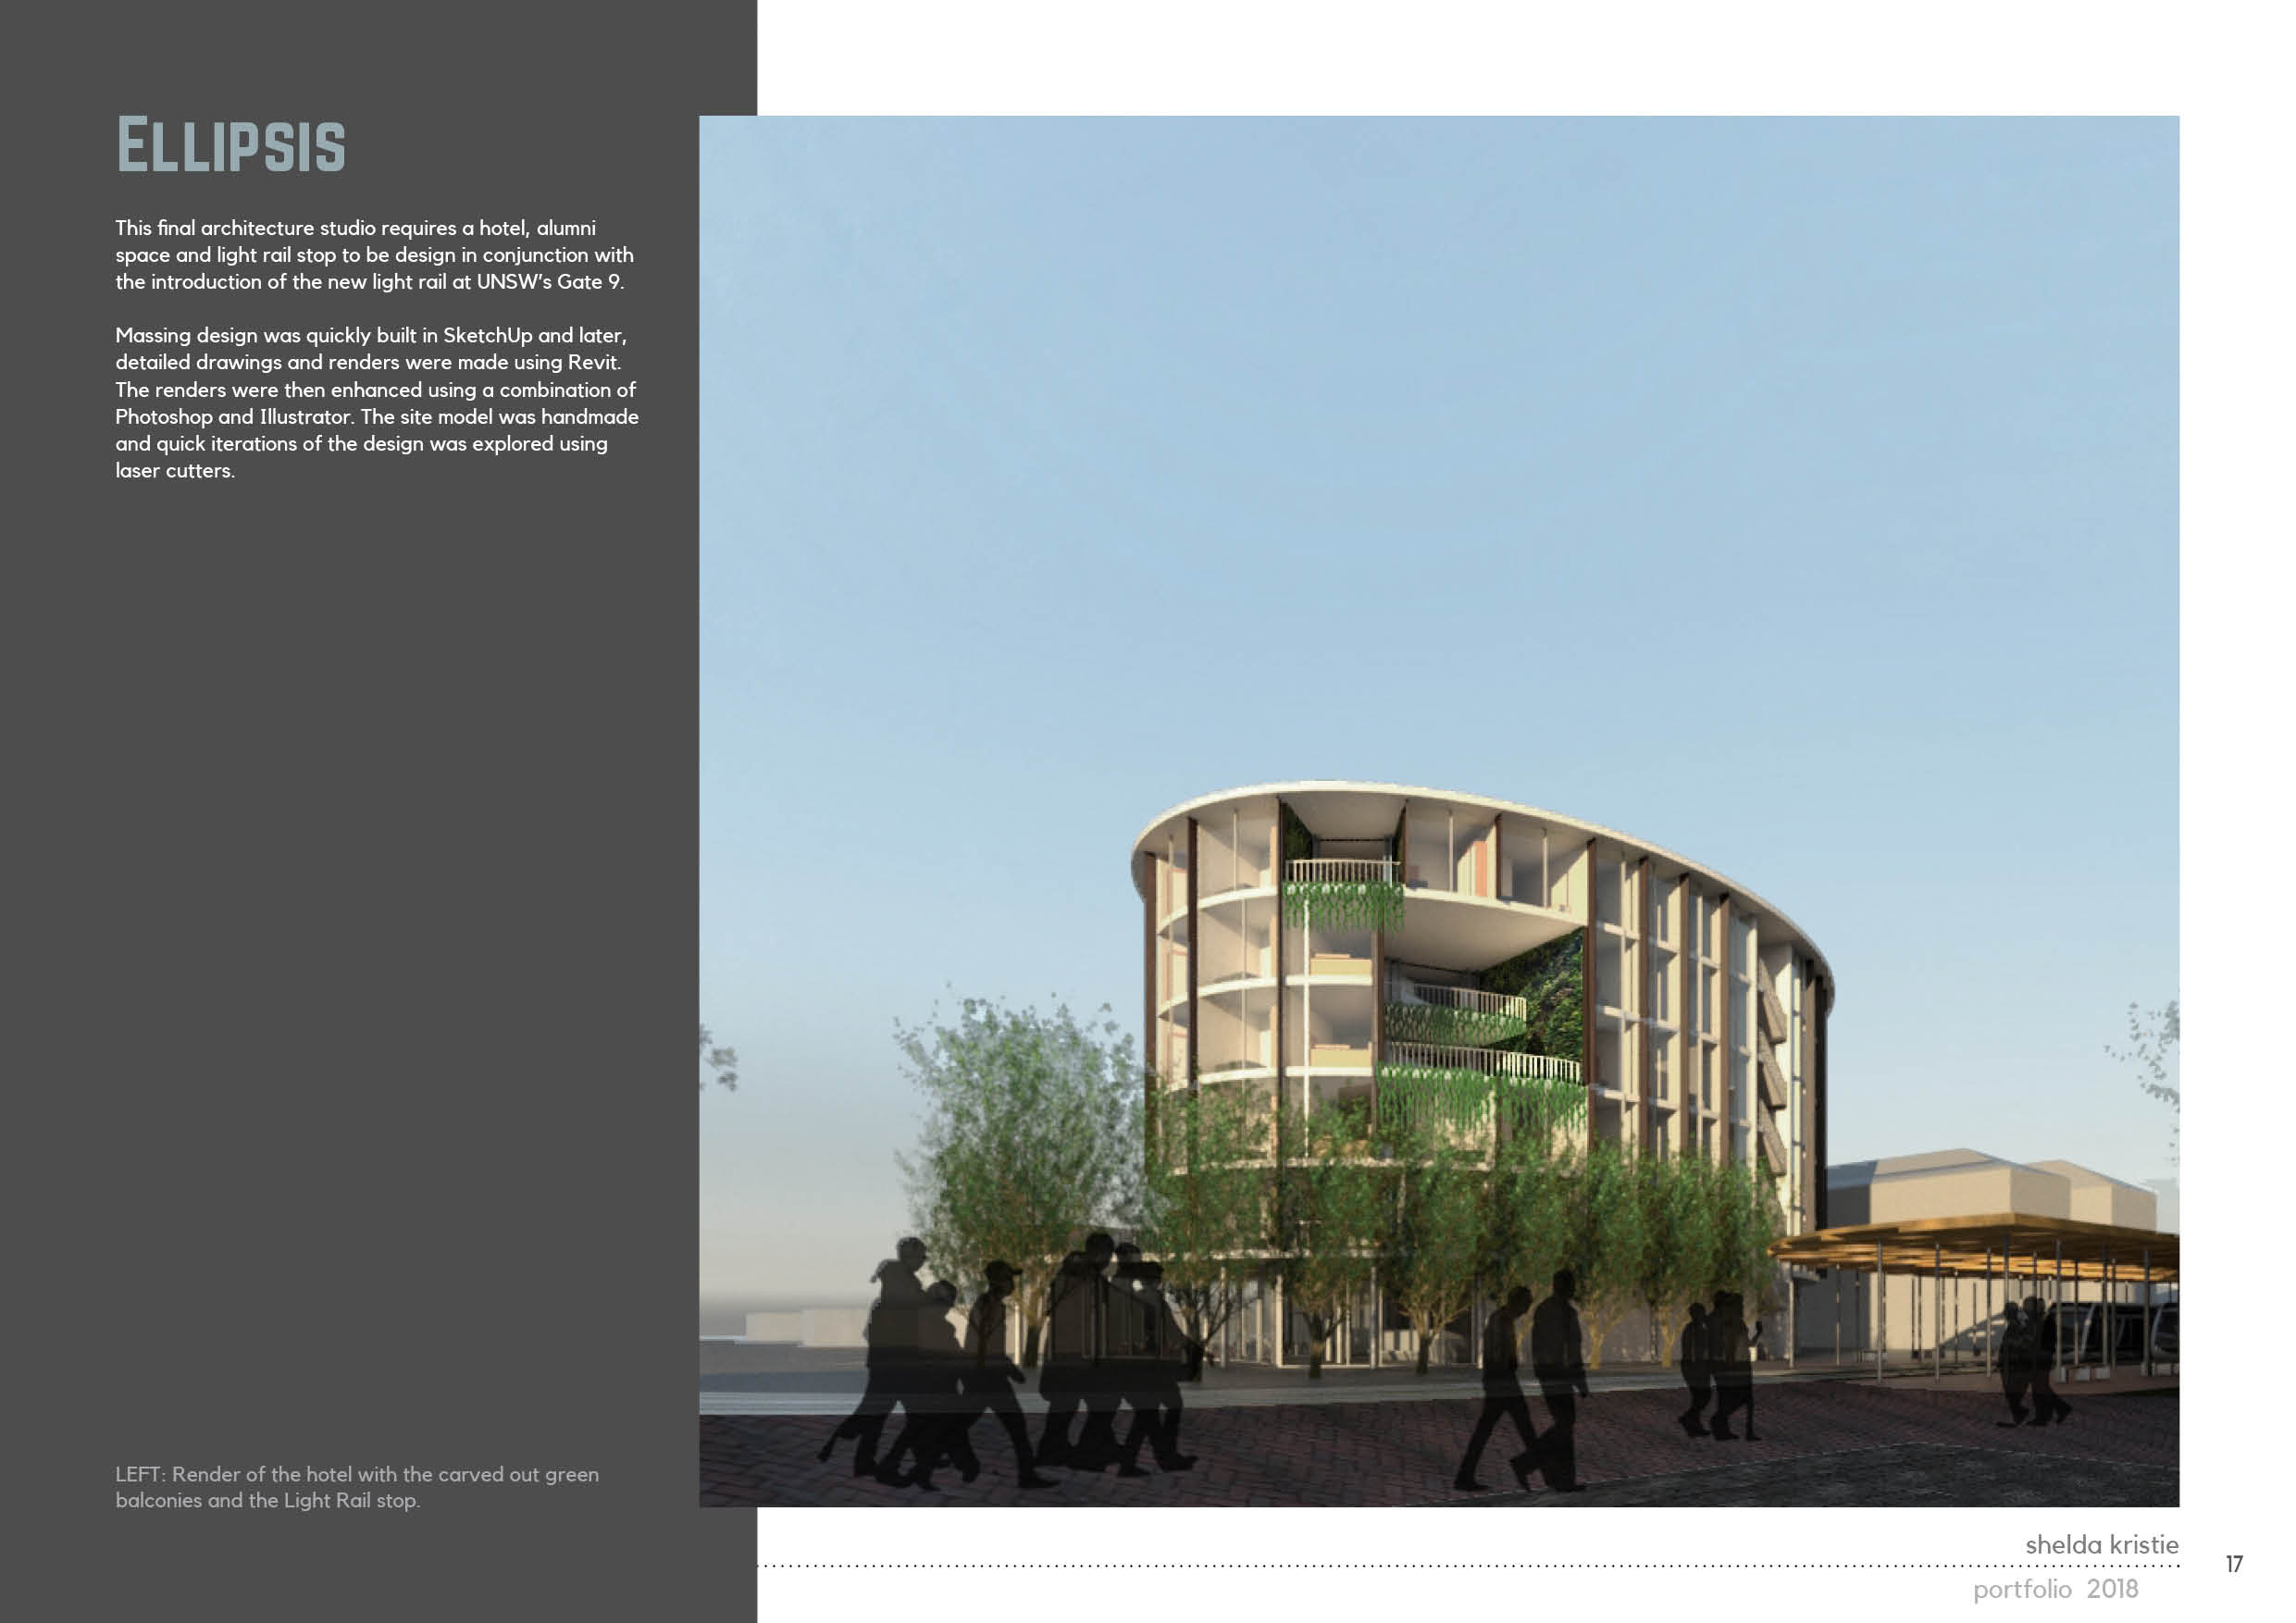 Ellipsis
This final architecture studio requires a hotel, alumni
space and light rail stop to be design in conjunction with
the introduction of the new light rail at UNSW's Gate 9.
Massing design was quickly built in SketchUp and later,
detailed drawings and renders were made using Revit.
The renders were then enhanced using a combination of
Photoshop and Illustrator. The site model was handmade
and quick iterations of the design was explored using
laser cutters.
LEFT: Render of the hotel with the carved out green
balconies and the Light Rail stop.
shelda kristie
17
portfolio 2018